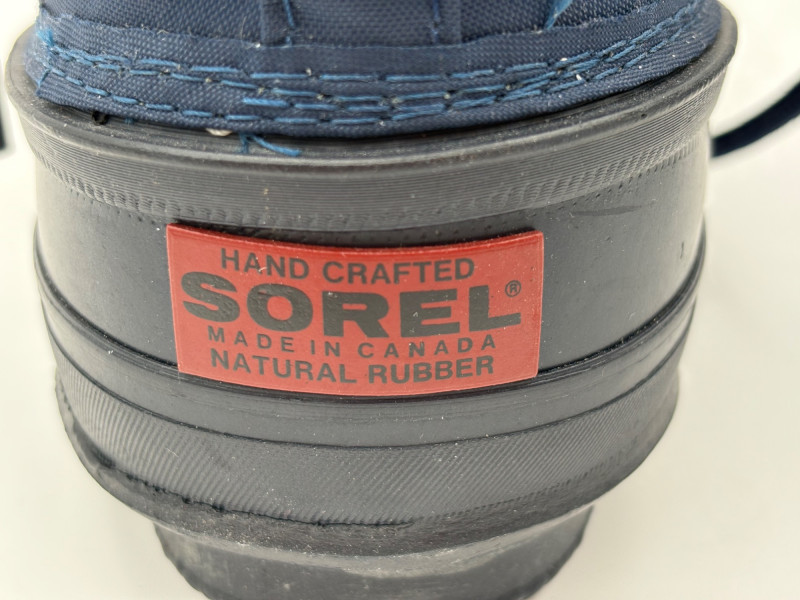 HAND CRAFTED
SOREL®
MADE IN CANADA
NATURAL RUBBER